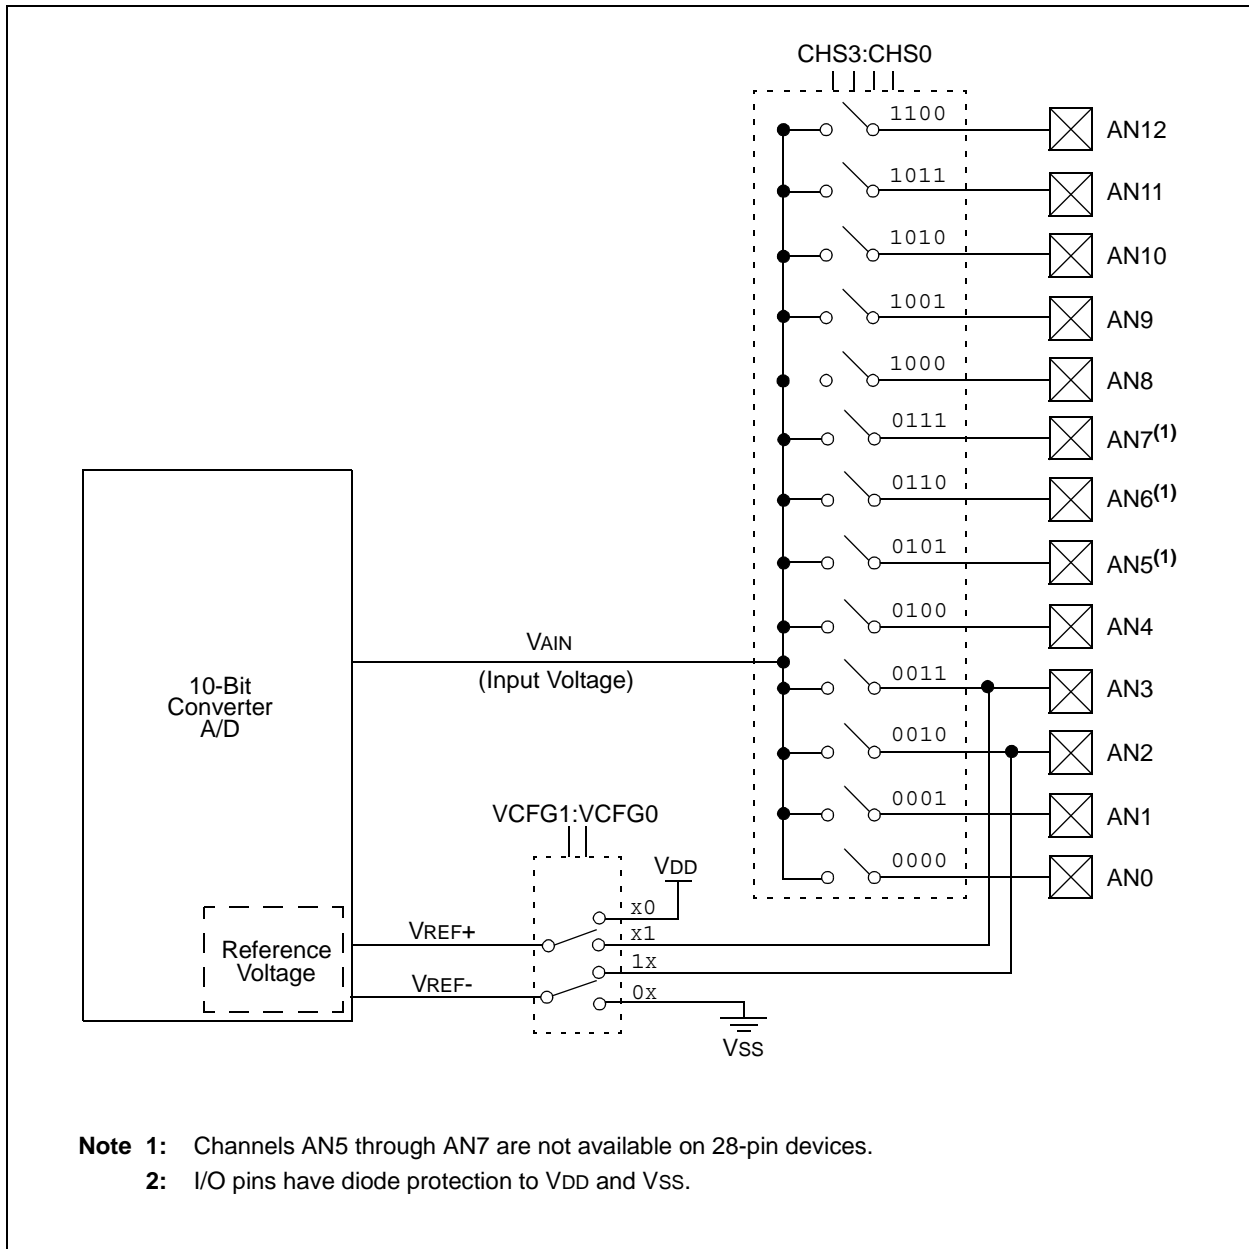 CHS3:CHS0
1100 AN12
1011 AN11
1010 AN10
1001 AN9
1000 AN8
0111 AN7(1)
0110 AN6(1)
0101 AN5(1)
0100 AN4
VAIN
(Input Voltage)
0011 AN3
10-Bit
Converter
A/D
0010 AN2
0001 AN1
VCFG1:VCFG0
0000 AN0
VDD
x0
Reference
Voltage
VREF+
x1
1x
VREF-
0x
VSS
Note 1: Channels AN5 through AN7 are not available on 28-pin devices.
2: I/O pins have diode protection to VDD and VSS.